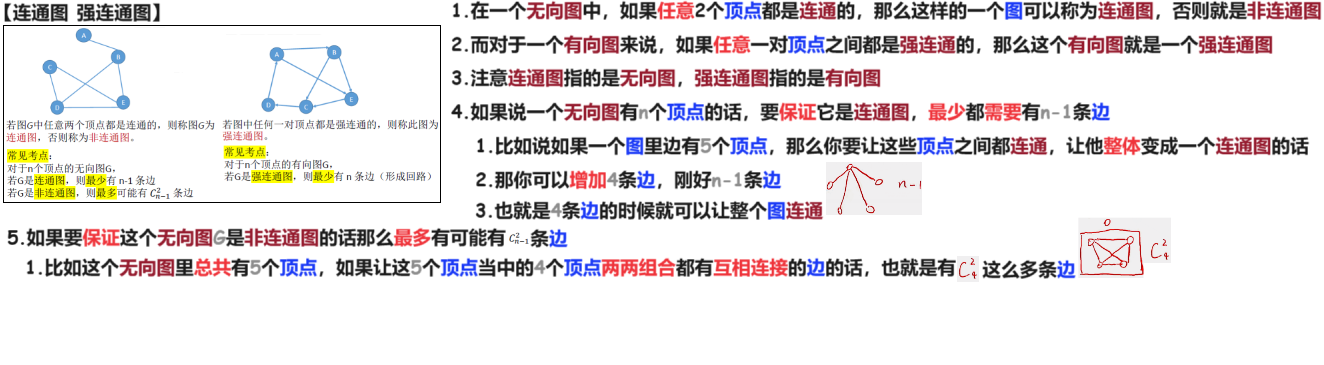 【连通图 强连通图】
A
B
C
D
E
A
B
D
C
E
若图G中任意两个顶点都是连通的，则称图G为
连通图，否则称为非连通图。
常见考点：
对于n个顶点的无向图G，
若G是连通图，则最少有 n-1 条边
若G是非连通图，则最多可能有 C²ₙ₋₁ 条边
若图中任何一对顶点都是强连通的，则称此图为
强连通图。
常见考点：
对于n个顶点的有向图G，
若G是强连通图，则最少有 n 条边（形成回路）
1.在一个无向图中，如果任意2个顶点都是连通的，那么这样的一个图可以称为连通图，否则就是非连通图
2.而对于一个有向图来说，如果任意一对顶点之间都是强连通的，那么这个有向图就是一个强连通图
3.注意连通图指的是无向图，强连通图指的是有向图
4.如果说一个无向图有n个顶点的话，要保证它是连通图，最少都需要有n-1条边
1.比如说如果一个图里边有5个顶点，那么你要让这些顶点之间都连通，让他整体变成一个连通图的话
2.那你可以增加4条边，刚好n-1条边
n-1
3.也就是4条边的时候就可以让整个图连通
5.如果要保证这个无向图G是非连通图的话那么最多有可能有 C²ₙ₋₁ 条边
1.比如这个无向图里总共有5个顶点，如果让这5个顶点当中的4个顶点两两组合都有互相连接的边的话，也就是有 C²₄ 这么多条边
C²₄